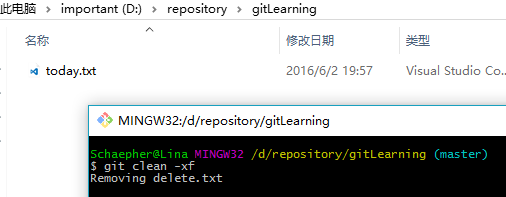 此电脑 › important (D:) › repository › gitLearning
名称 修改日期 类型
today.txt 2016/6/2 19:57 Visual Studio Co...
MINGW32:/d/repository/gitLearning
Schaepher@Lina MINGW32 /d/repository/gitLearning (master)
$ git clean -xf
Removing delete.txt